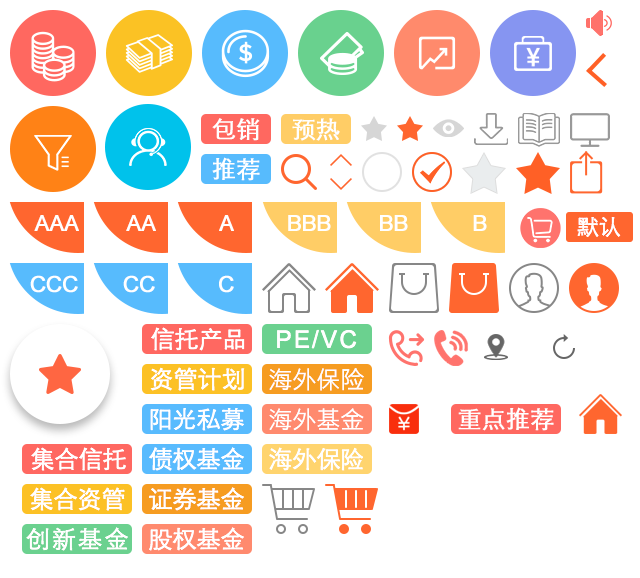 $
¥
包销
预热
推荐
AAA
AA
A
BBB
BB
B
默认
CCC
CC
C
信托产品
PE/VC
资管计划
海外保险
阳光私募
海外基金
¥
重点推荐
集合信托
债权基金
海外保险
集合资管
证券基金
创新基金
股权基金